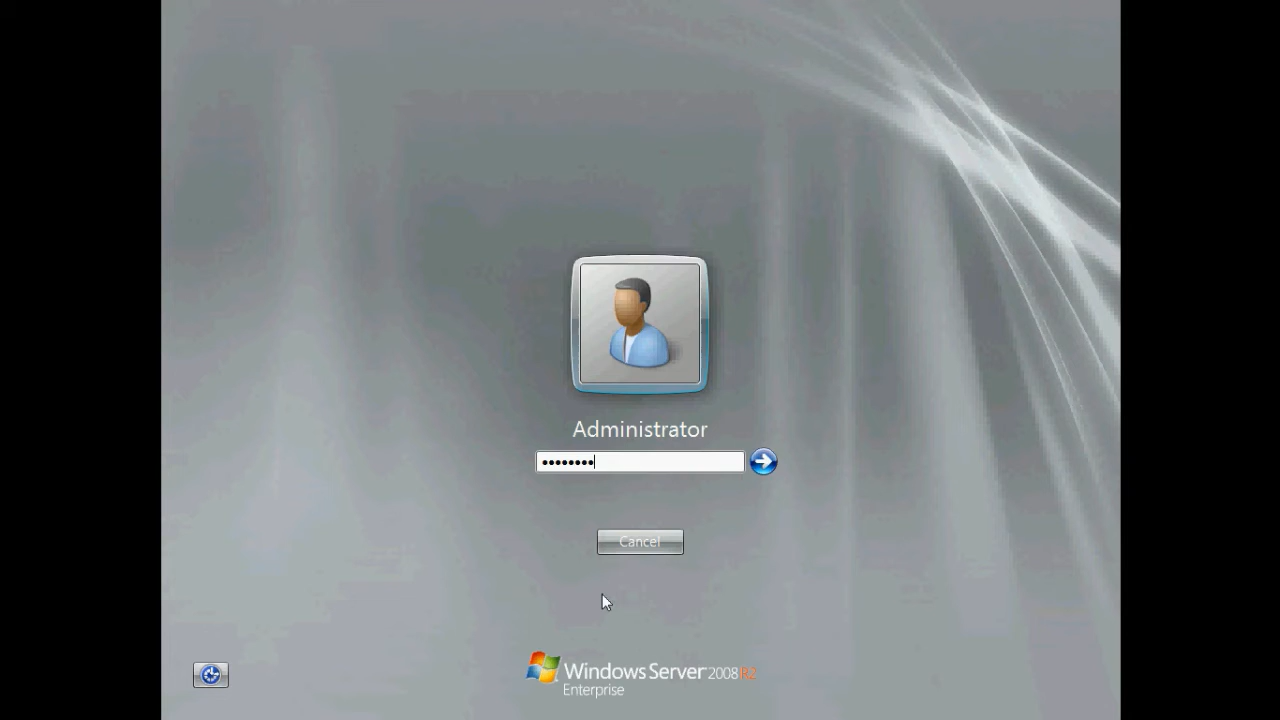 Administrator
••••••••
Cancel
Windows Server 2008 R2
Enterprise